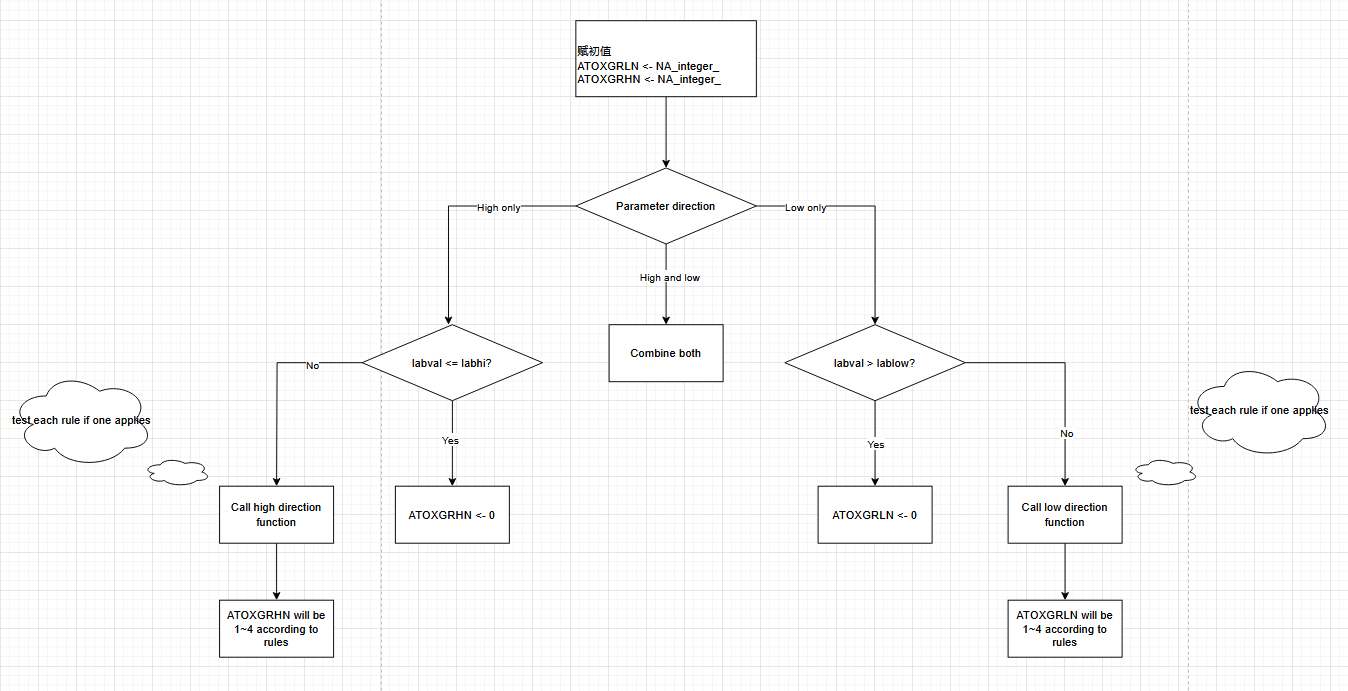 赋初值
ATOXGRLN <- NA_integer_
ATOXGRHN <- NA_integer_
Parameter direction
High only
Low only
High and low
labval <= labhi?
Combine both
labval > lablow?
No
test each rule if one applies
test each rule if one applies
Yes
Yes
No
Call high direction
function
ATOXGRHN <- 0
ATOXGRLN <- 0
Call low direction
function
ATOXGRHN will be
1~4 according to
rules
ATOXGRLN will be
1~4 according to
rules